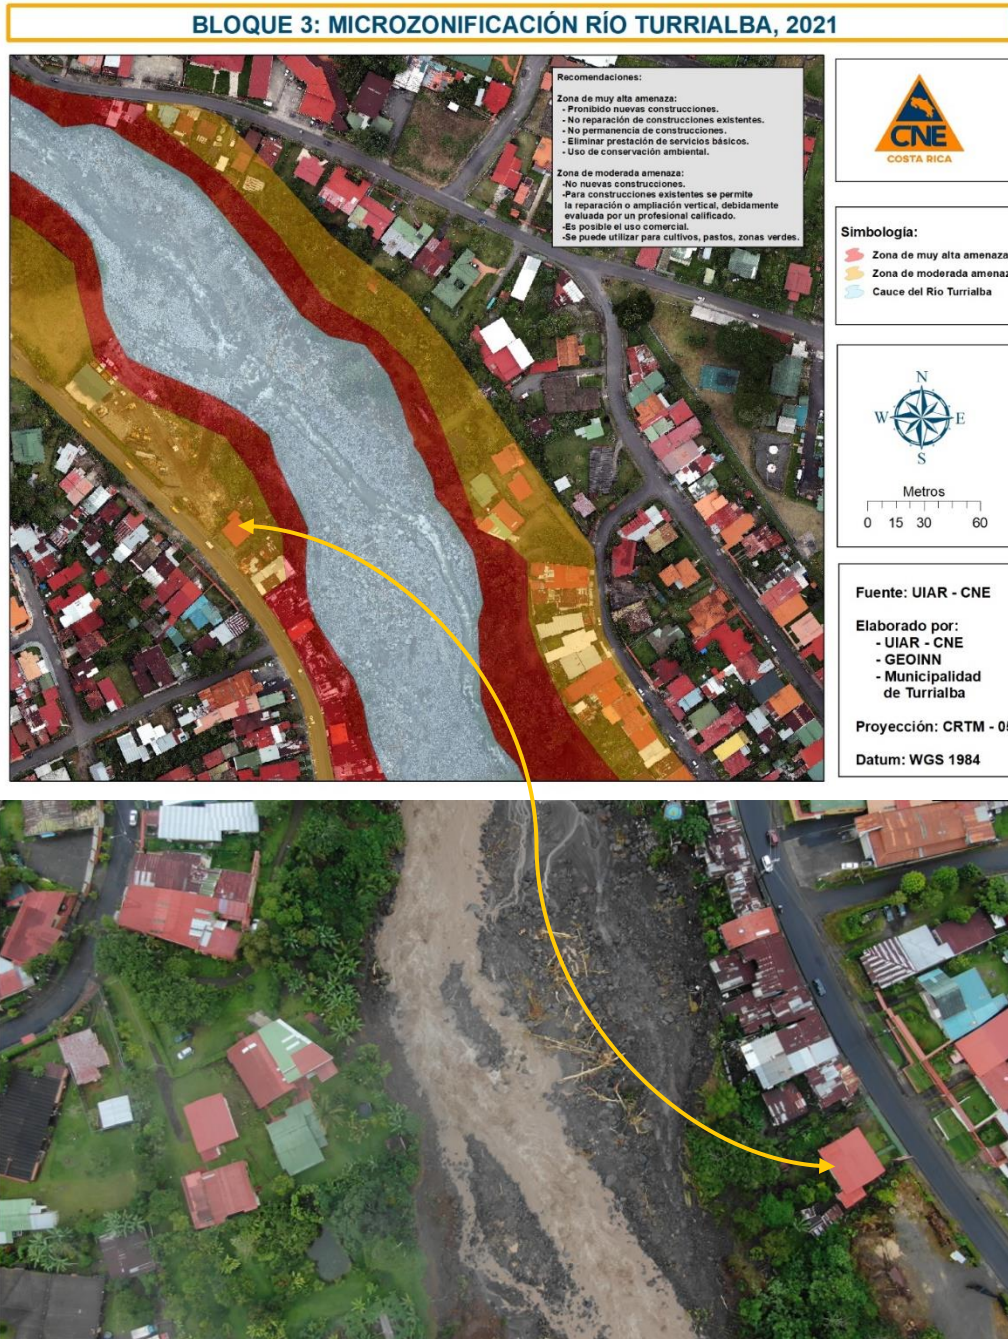 BLOQUE 3: MICROZONIFICACIÓN RÍO TURRIALBA, 2021
Recomendaciones:
Zona de muy alta amenaza:
- Prohibido nuevas construcciones.
- No reparación de construcciones existentes.
- No permanencia de construcciones.
- Eliminar prestación de servicios básicos.
- Uso de conservación ambiental.
Zona de moderada amenaza:
-No nuevas construcciones.
-Para construcciones existentes se permite
la reparación o ampliación vertical, debidamente
evaluada por un profesional calificado.
-Es posible el uso comercial.
-Se puede utilizar para cultivos, pastos, zonas verdes.
CNE
COSTA RICA
Simbología:
Zona de muy alta amenaza
Zona de moderada amenaz
Cauce del Río Turrialba
N
W E
S
Metros
0 15 30 60
Fuente: UIAR - CNE
Elaborado por:
- UIAR - CNE
- GEOINN
- Municipalidad
de Turrialba
Proyección: CRTM - 0
Datum: WGS 1984